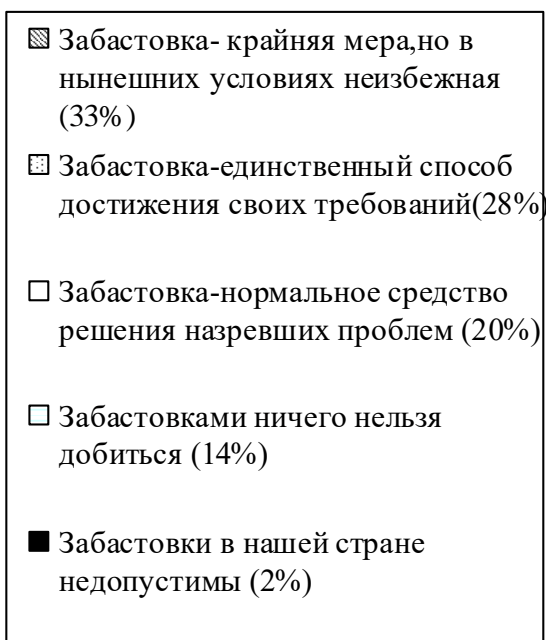 Забастовка- крайняя мера,но в
нынешних условиях неизбежная
(33%)
Забастовка-единственный способ
достижения своих требований(28%)
Забастовка-нормальное средство
решения назревших проблем (20%)
Забастовками ничего нельзя
добиться (14%)
Забастовки в нашей стране
недопустимы (2%)